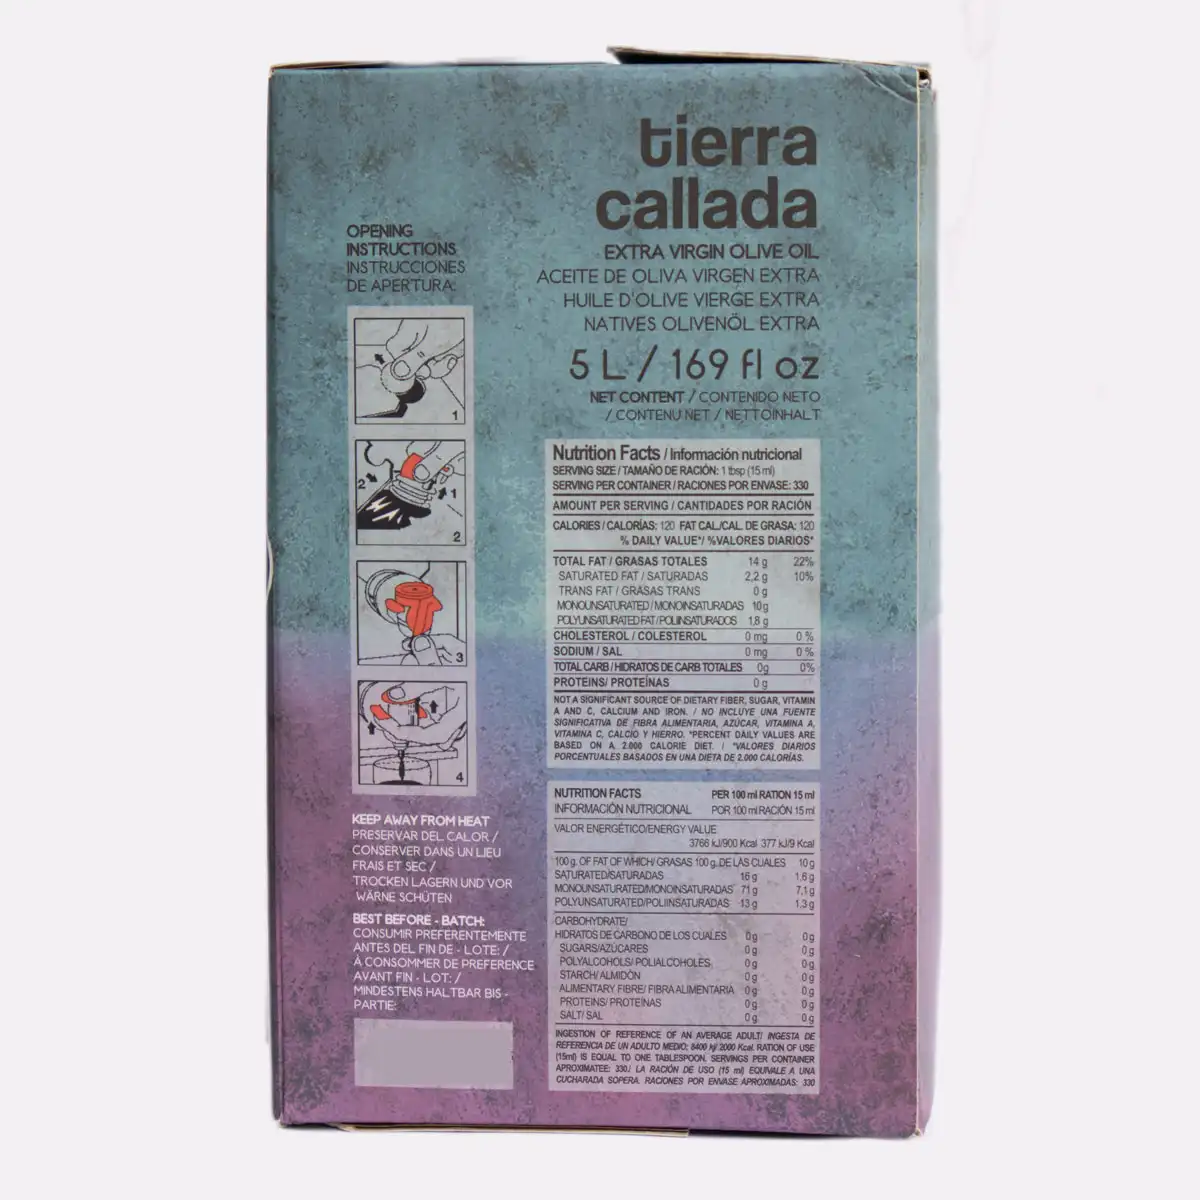 tierra
callada
EXTRA VIRGIN OLIVE OIL
ACEITE DE OLIVA VIRGEN EXTRA
HUILE D'OLIVE VIERGE EXTRA
NATIVES OLIVENÖL EXTRA
5 L / 169 fl oz
NET CONTENT / CONTENIDO NETO
/ CONTENU NET / NETTOINHALT
OPENING
INSTRUCTIONS
INSTRUCCIONES
DE APERTURA:
1
2
1
2
3
4
KEEP AWAY FROM HEAT
PRESERVAR DEL CALOR /
CONSERVER DANS UN LIEU
FRAIS ET SEC /
TROCKEN LAGERN UND VOR
WÄRNE SCHÜTEN
BEST BEFORE - BATCH:
CONSUMIR PREFERENTEMENTE
ANTES DEL FIN DE - LOTE: /
Á CONSOMMER DE PREFERENCE
AVANT FIN - LOT: /
MINDESTENS HALTBAR BIS -
PARTIE:
Nutrition Facts / Información nutricional
SERVING SIZE / TAMAÑO DE RACIÓN: 1 tbsp (15 ml)
SERVING PER CONTAINER / RACIONES POR ENVASE: 330
AMOUNT PER SERVING / CANTIDADES POR RACIÓN
CALORIES / CALORÍAS: 120 FAT CAL./CAL. DE GRASA: 120
% DAILY VALUE*/ %VALORES DIARIOS*
TOTAL FAT / GRASAS TOTALES 14 g 22%
SATURATED FAT / SATURADAS 2,2 g 10%
TRANS FAT / GRASAS TRANS 0 g
MONOUNSATURATED / MONOINSATURADAS 10g
POLYUNSATURATED FAT / POLIINSATURADOS 1,8 g
CHOLESTEROL / COLESTEROL 0 mg 0 %
SODIUM / SAL 0 mg 0 %
TOTAL CARB / HIDRATOS DE CARB TOTALES 0g 0%
PROTEINS/ PROTEÍNAS 0 g
NOT A SIGNIFICANT SOURCE OF DIETARY FIBER, SUGAR, VITAMIN
A AND C, CALCIUM AND IRON. / NO INCLUYE UNA FUENTE
SIGNIFICATIVA DE FIBRA ALIMENTARIA, AZÚCAR, VITAMINA A,
VITAMINA C, CALCIO Y HIERRO. *PERCENT DAILY VALUES ARE
BASED ON A 2.000 CALORIE DIET. / *VALORES DIARIOS
PORCENTUALES BASADOS EN UNA DIETA DE 2.000 CALORÍAS.
NUTRITION FACTS PER 100 ml RATION 15 ml
INFORMACIÓN NUTRICIONAL POR 100 ml RACIÓN 15 ml
VALOR ENERGÉTICO/ENERGY VALUE
3766 kJ/900 Kcal 377 kJ/9 Kcal
100 g. OF FAT OF WHICH/ GRASAS 100 g. DE LAS CUALES 10 g
SATURATED/SATURADAS 16 g 1,6 g
MONOUNSATURATED/MONOINSATURADAS 71 g 7,1 g
POLYUNSATURATED/POLIINSATURADAS 13 g 1,3 g
CARBOHYDRATE/
HIDRATOS DE CARBONO DE LOS CUALES 0 g 0 g
SUGARS/AZÚCARES 0 g 0 g
POLYALCOHOLS/ POLIALCOHOLES 0 g 0 g
STARCH/ ALMIDÓN 0 g 0 g
ALIMENTARY FIBRE/ FIBRA ALIMENTARIA 0 g 0 g
PROTEINS/ PROTEÍNAS 0 g 0 g
SALT/ SAL 0 g 0 g
INGESTION OF REFERENCE OF AN AVERAGE ADULT/ INGESTA DE
REFERENCIA DE UN ADULTO MEDIO: 8400 kj/ 2000 Kcal. RATION OF USE
(15ml) IS EQUAL TO ONE TABLESPOON. SERVINGS PER CONTAINER
APROXIMATEE: 330./ LA RACIÓN DE USO (15 ml) EQUIVALE A UNA
CUCHARADA SOPERA. RACIONES POR ENVASE APROXIMADAS: 330